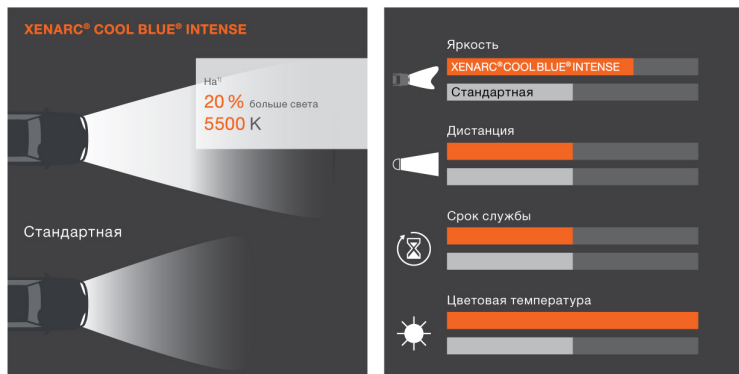 XENARC® COOL BLUE® INTENSE
На¹⁾
20 % больше света
5500 K
Стандартная
Яркость
XENARC®COOL BLUE®INTENSE
Стандартная
Дистанция
Срок службы
Цветовая температура